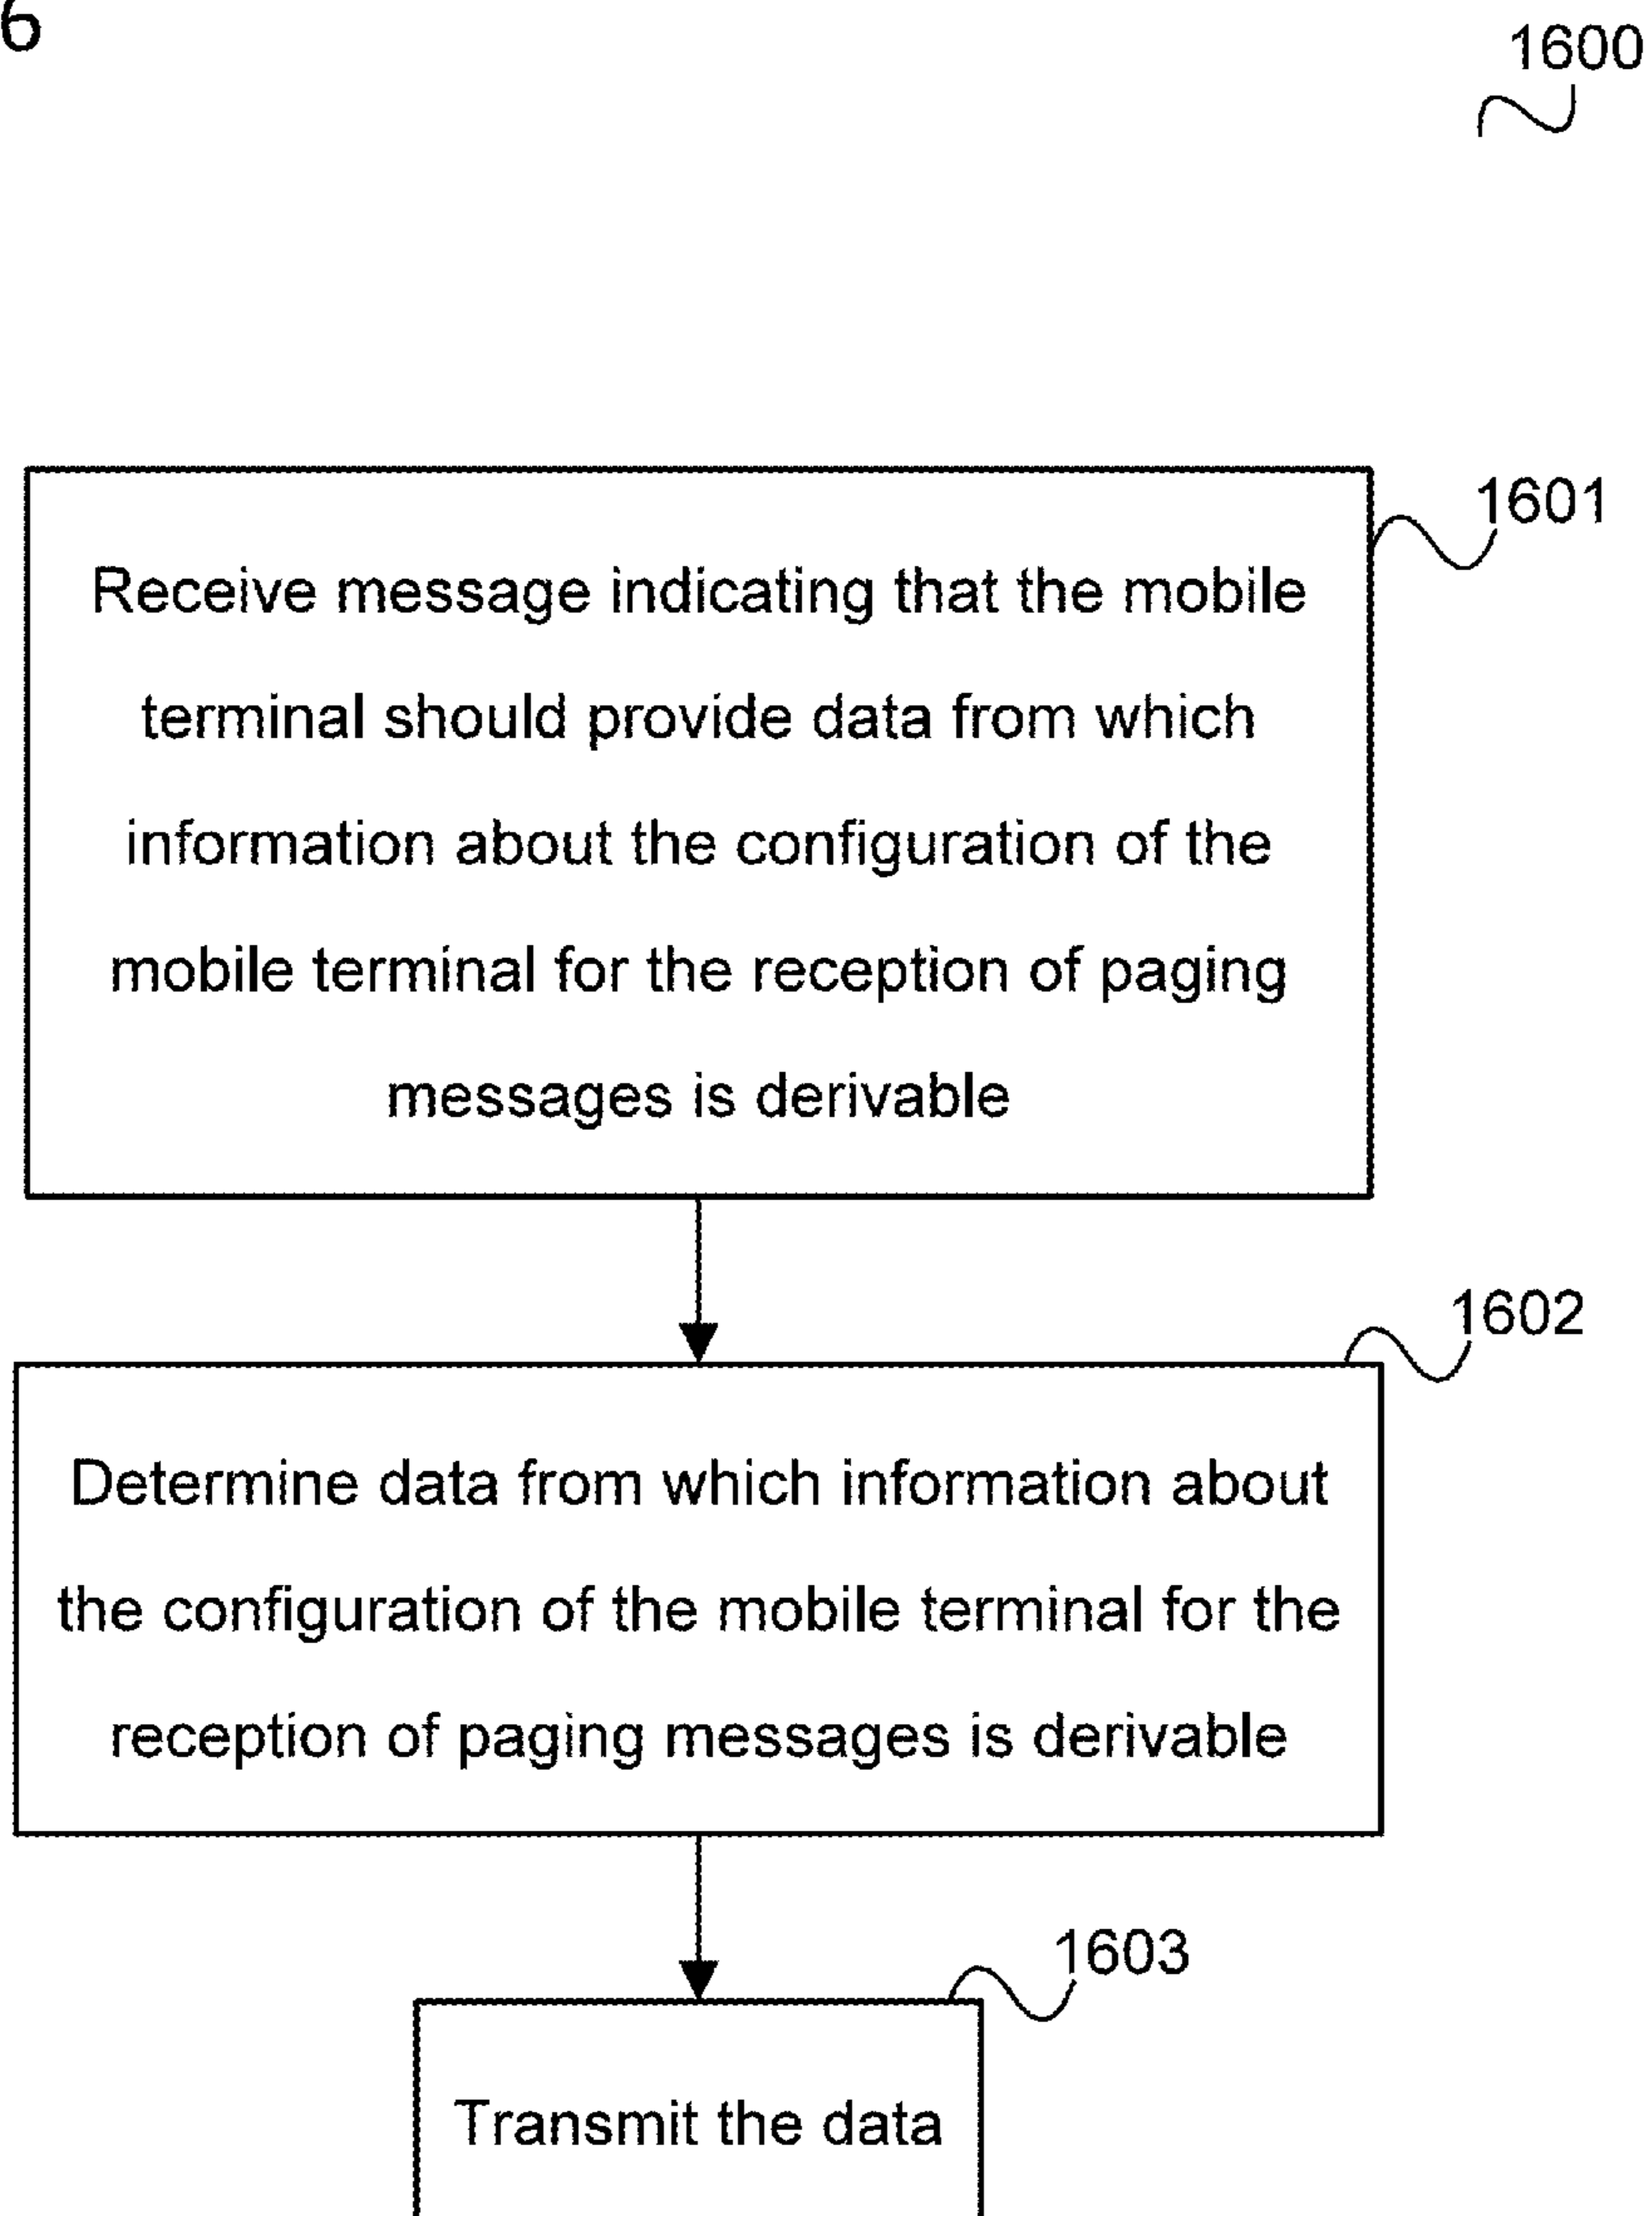 6
1600
1601
Receive message indicating that the mobile
terminal should provide data from which
information about the configuration of the
mobile terminal for the reception of paging
messages is derivable
1602
Determine data from which information about
the configuration of the mobile terminal for the
reception of paging messages is derivable
1603
Transmit the data